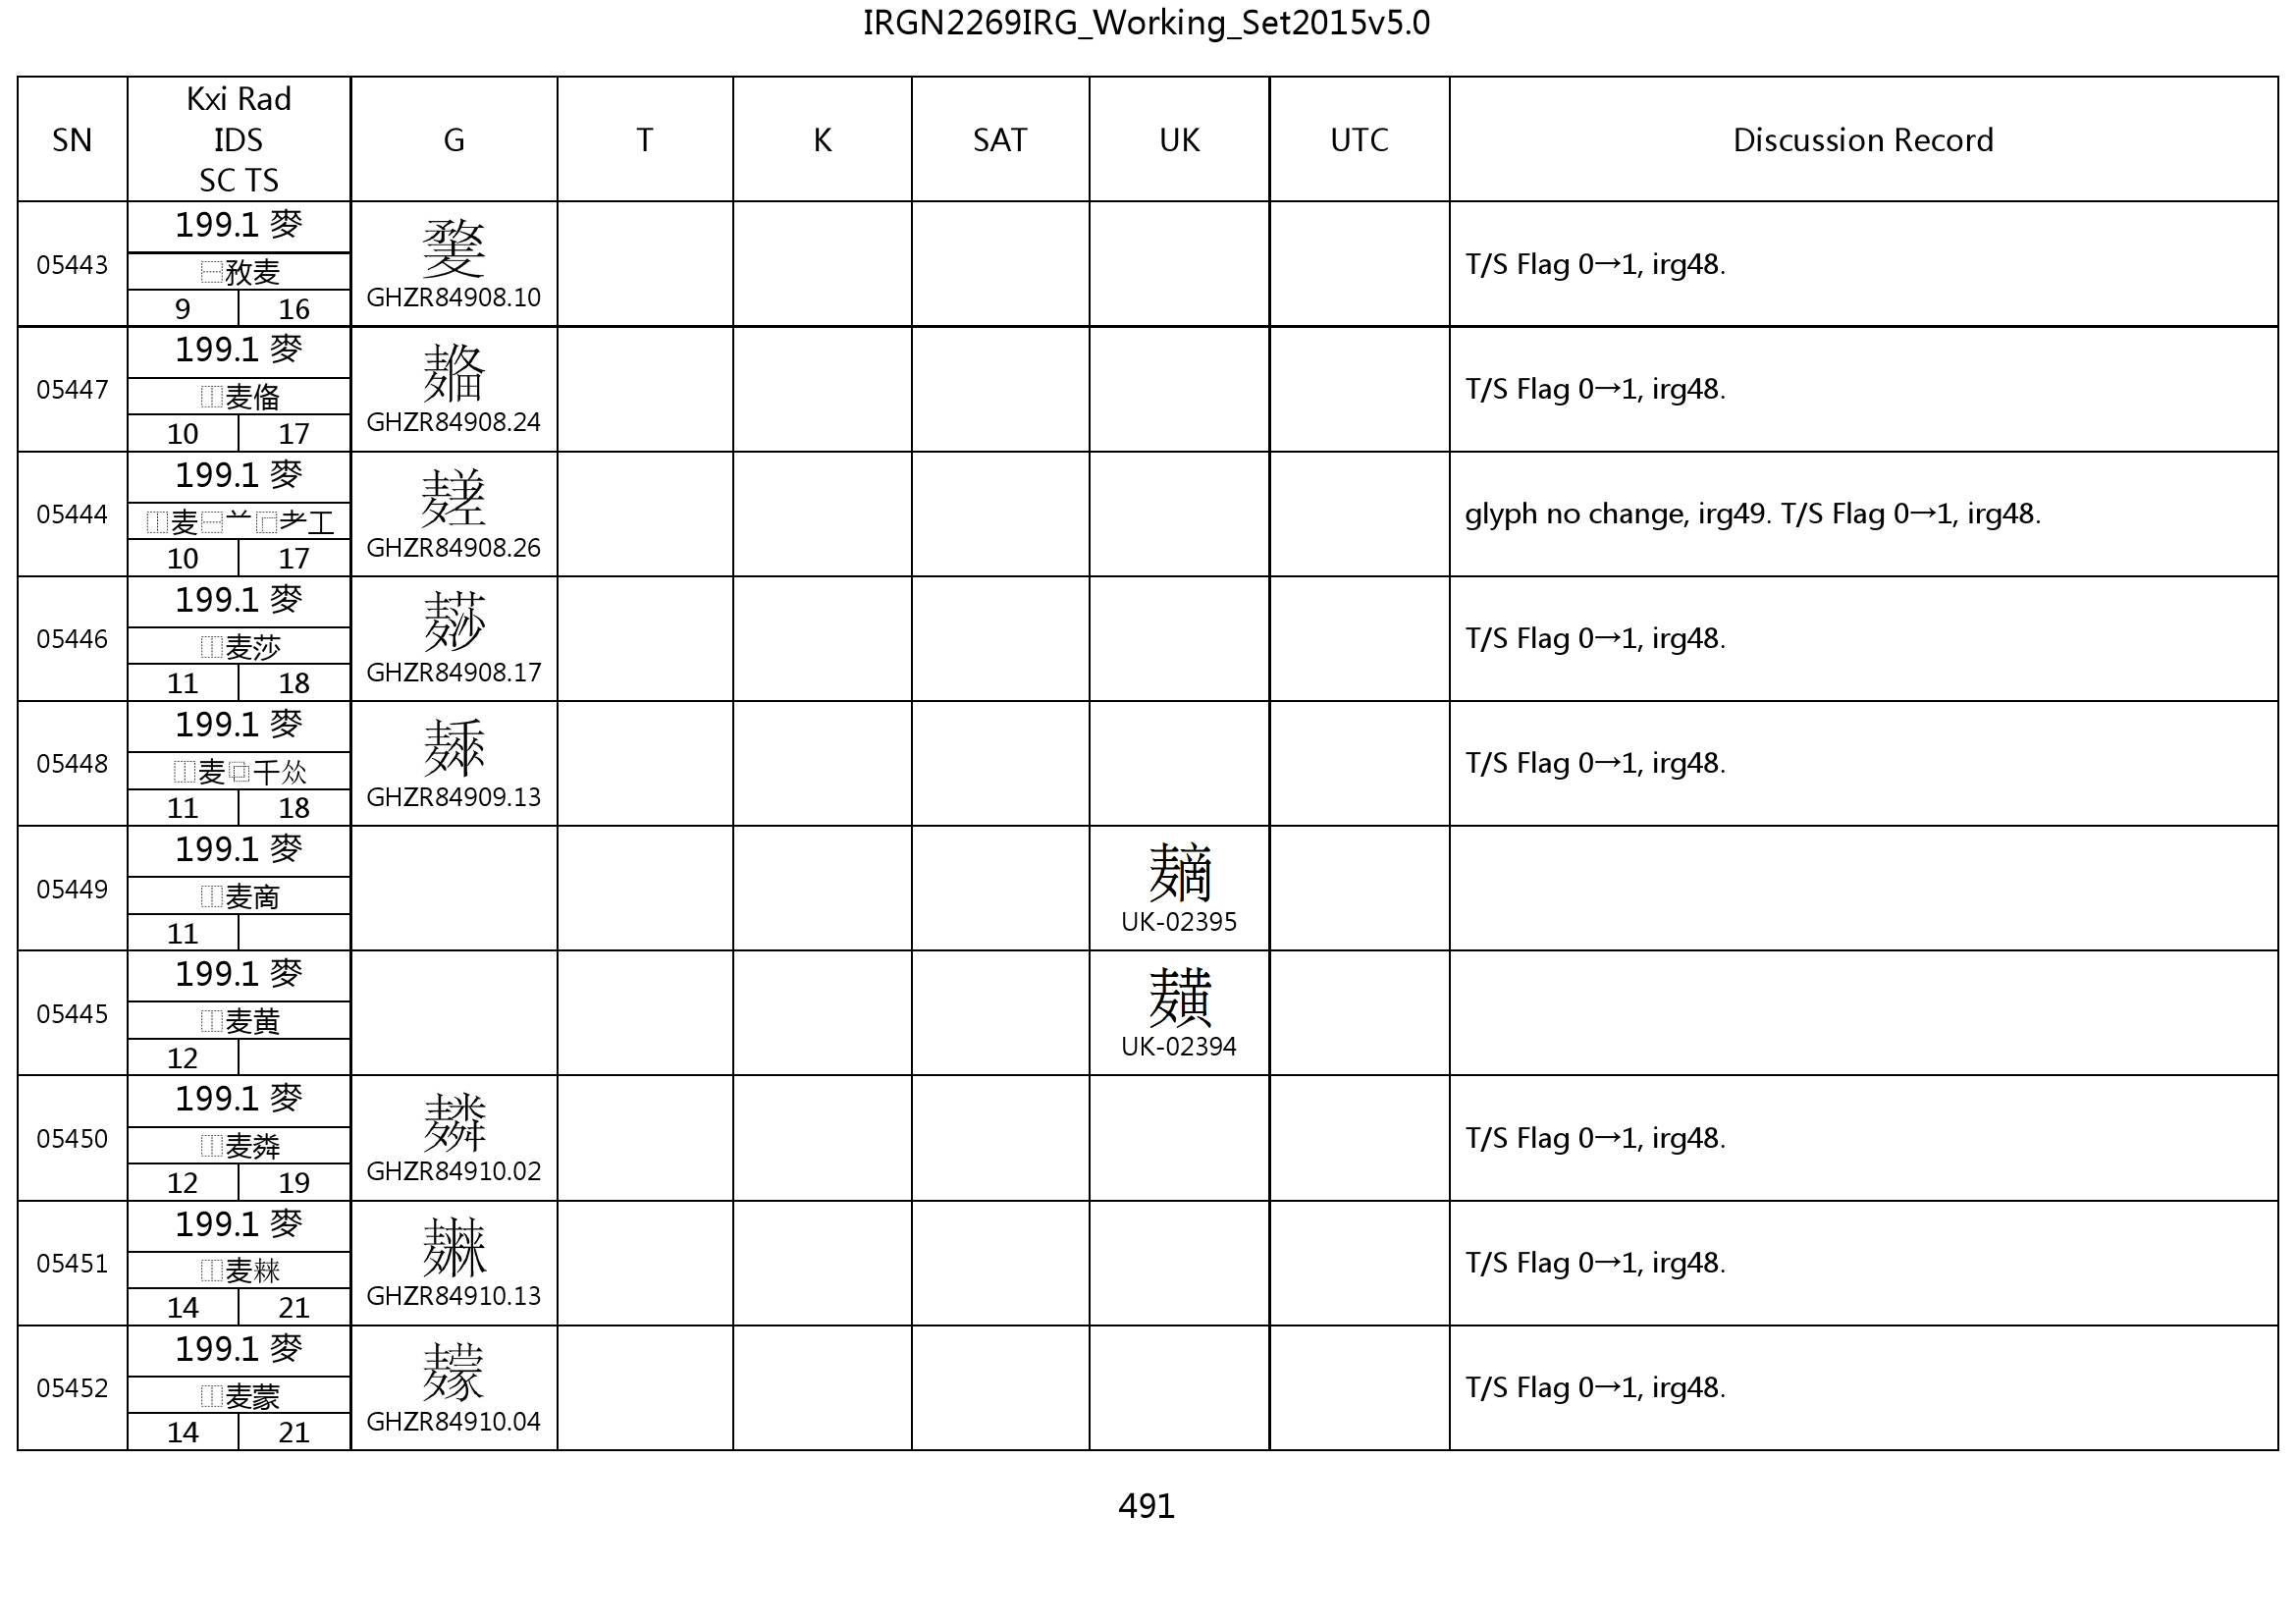 IRGN2269IRG_Working_Set2015v5.0
SN Kxi Rad IDS SC TS G T K SAT UK UTC Discussion Record
05443 199.1 麥
⿱敄麦
9 16
GHZR84908.10
T/S Flag 0→1, irg48.
05447 199.1 麥
⿰麦偹
10 17
GHZR84908.24
T/S Flag 0→1, irg48.
05444 199.1 麥
⿰麦⿱䒑⿸耂工
10 17
GHZR84908.26
glyph no change, irg49. T/S Flag 0→1, irg48.
05446 199.1 麥
⿰麦莎
11 18
GHZR84908.17
T/S Flag 0→1, irg48.
05448 199.1 麥
⿰麦⿻千𠈌
11 18
GHZR84909.13
T/S Flag 0→1, irg48.
05449 199.1 麥
⿰麦啇
11
UK-02395
05445 199.1 麥
⿰麦黄
12
UK-02394
05450 199.1 麥
⿰麦粦
12 19
GHZR84910.02
T/S Flag 0→1, irg48.
05451 199.1 麥
⿰麦
14 21
GHZR84910.13
T/S Flag 0→1, irg48.
05452 199.1 麥
⿰麦蒙
14 21
GHZR84910.04
T/S Flag 0→1, irg48.
491